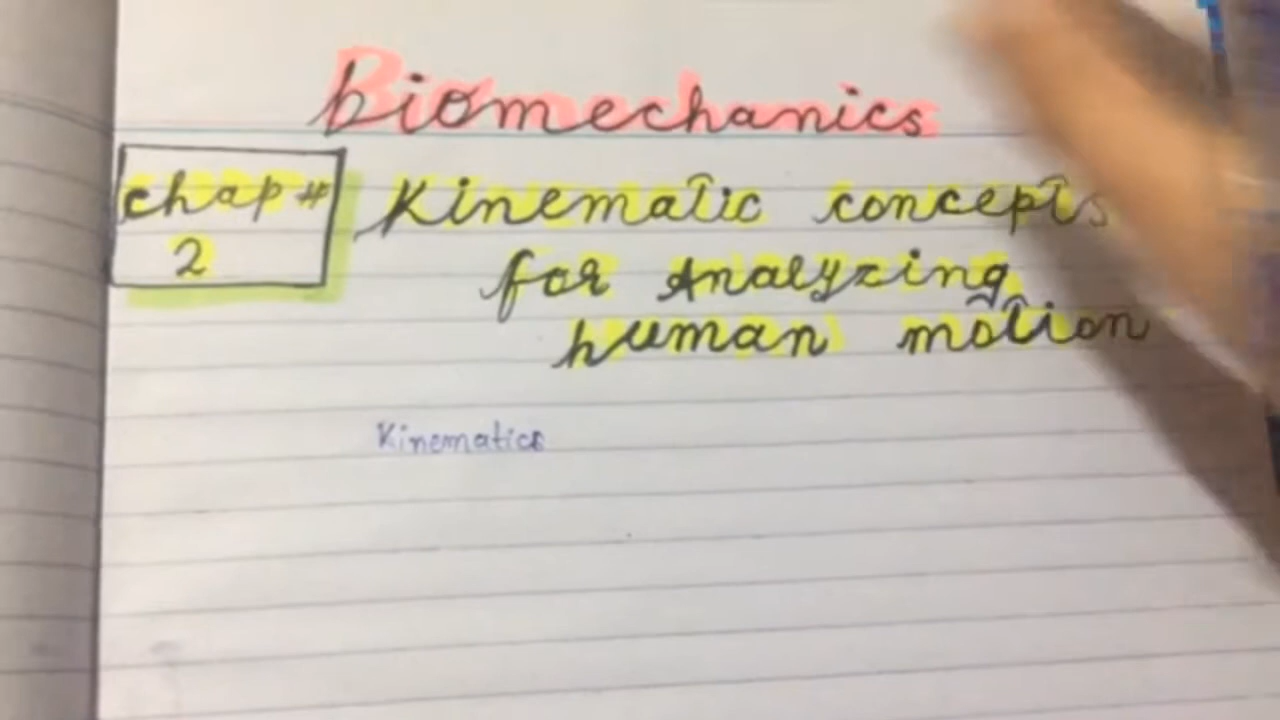 Biomechanics
chap #
2
Kinematic concepts
for Analyzing
human motion
Kinematics